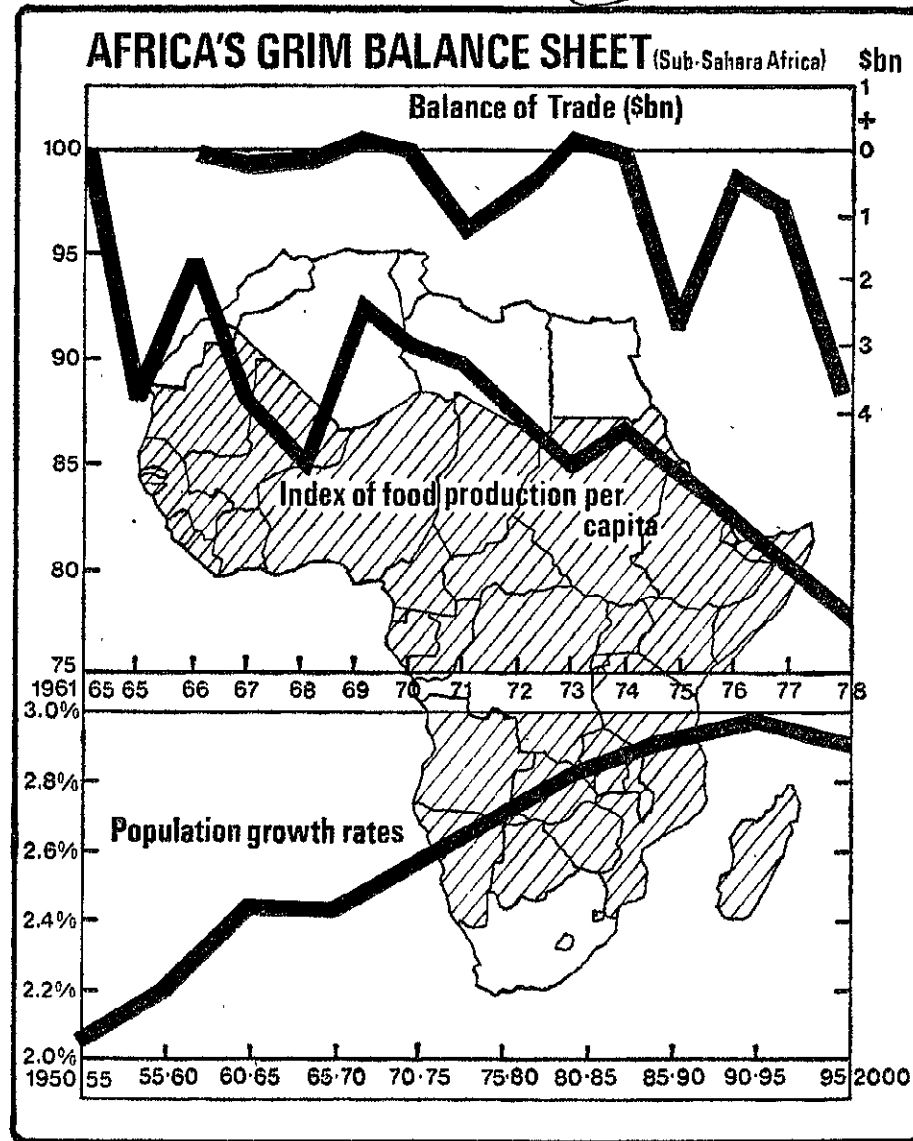 AFRICA'S GRIM BALANCE SHEET (Sub-Sahara Africa) $bn
Balance of Trade ($bn)
1
+
100 0
1
95
2
90 3
4
85
Index of food production per
capita
80
75
1961 65 65 66 67 68 69 70 71 72 73 74 75 76 77 78
3.0%
2.8%
Population growth rates
2.6%
2.4%
2.2%
2.0%
1950 55 55·60 60·65 65·70 70·75 75·80 80·85 85·90 90·95 95 2000